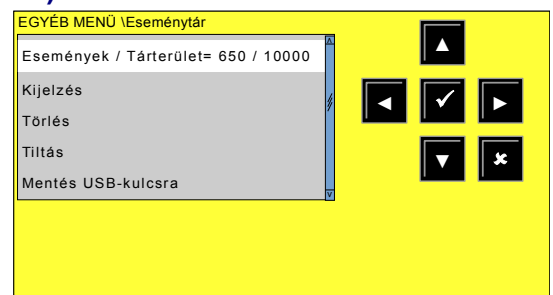 EGYÉB MENÜ \Eseménytár
Események / Tárterület= 650 / 10000
Kijelzés
Törlés
Tiltás
Mentés USB-kulcsra